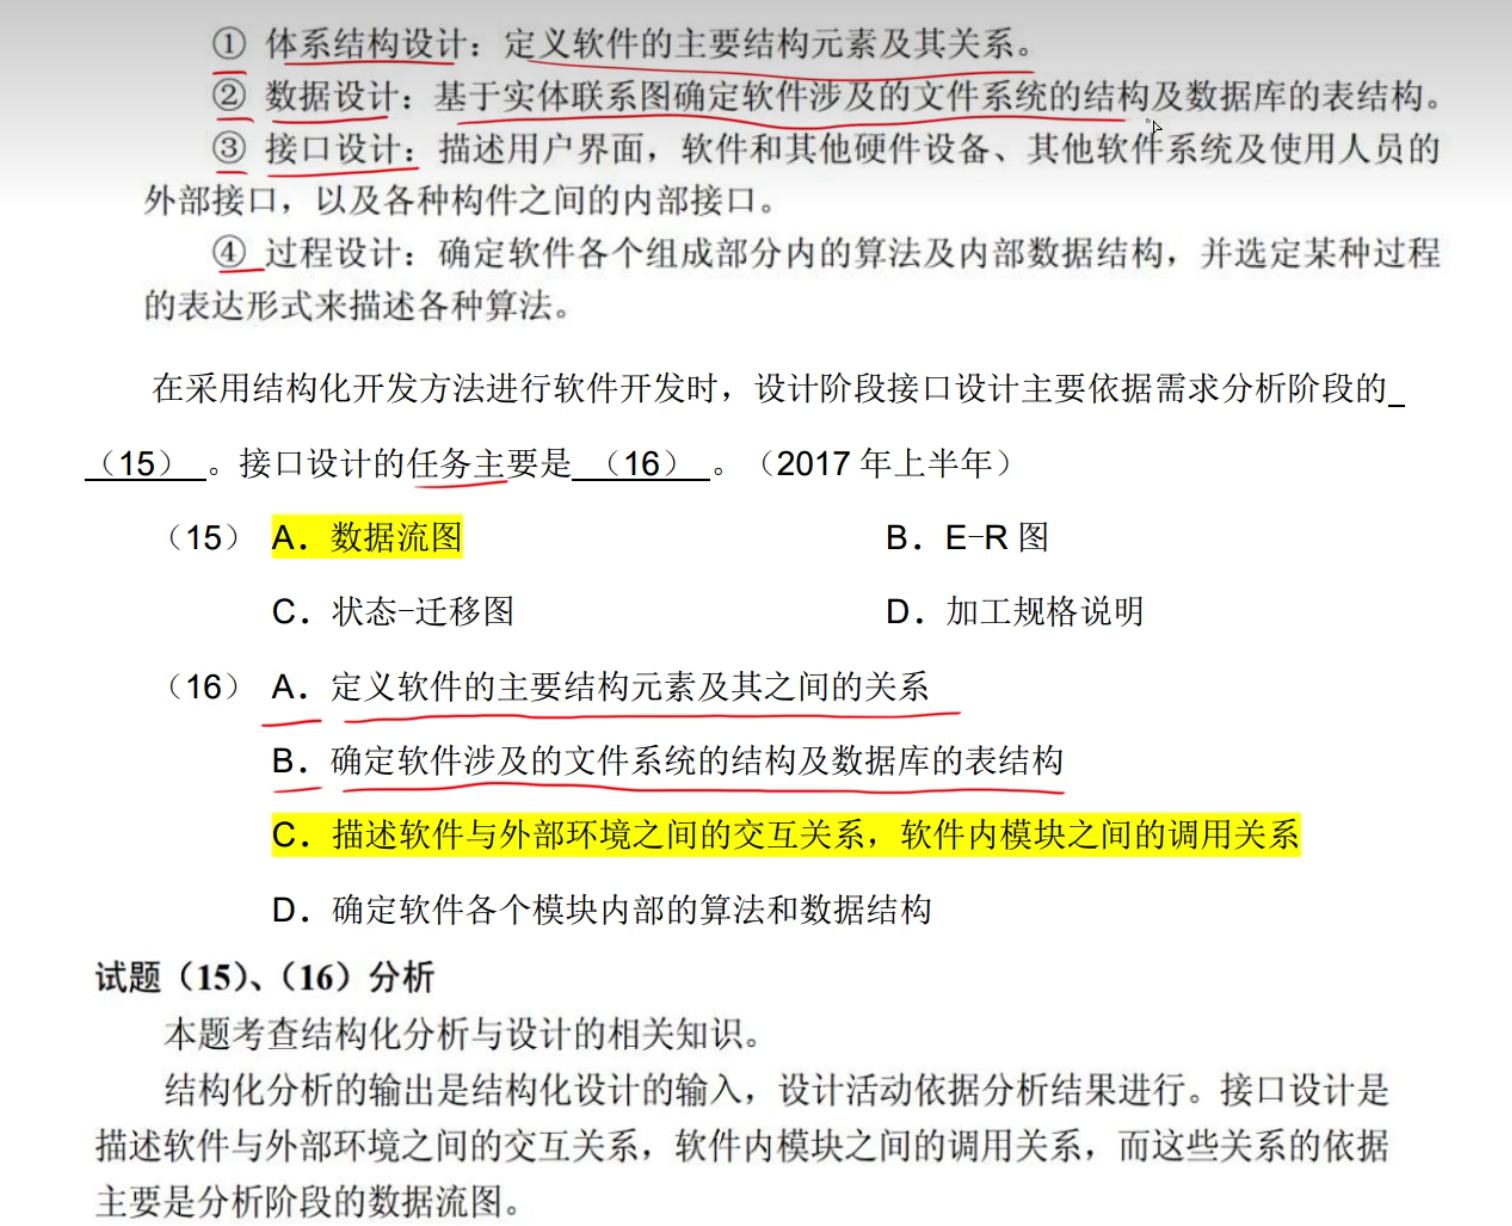 ① 体系结构设计：定义软件的主要结构元素及其关系。
② 数据设计：基于实体联系图确定软件涉及的文件系统的结构及数据库的表结构。
③ 接口设计：描述用户界面，软件和其他硬件设备、其他软件系统及使用人员的
外部接口，以及各种构件之间的内部接口。
④ 过程设计：确定软件各个组成部分内的算法及内部数据结构，并选定某种过程
的表达形式来描述各种算法。
在采用结构化开发方法进行软件开发时，设计阶段接口设计主要依据需求分析阶段的
（15）。接口设计的任务主要是（16）。（2017 年上半年）
（15） A．数据流图 B．E-R 图
C．状态-迁移图 D．加工规格说明
（16） A．定义软件的主要结构元素及其之间的关系
B．确定软件涉及的文件系统的结构及数据库的表结构
C．描述软件与外部环境之间的交互关系，软件内模块之间的调用关系
D．确定软件各个模块内部的算法和数据结构
试题（15）、（16）分析
本题考查结构化分析与设计的相关知识。
结构化分析的输出是结构化设计的输入，设计活动依据分析结果进行。接口设计是
描述软件与外部环境之间的交互关系，软件内模块之间的调用关系，而这些关系的依据
主要是分析阶段的数据流图。